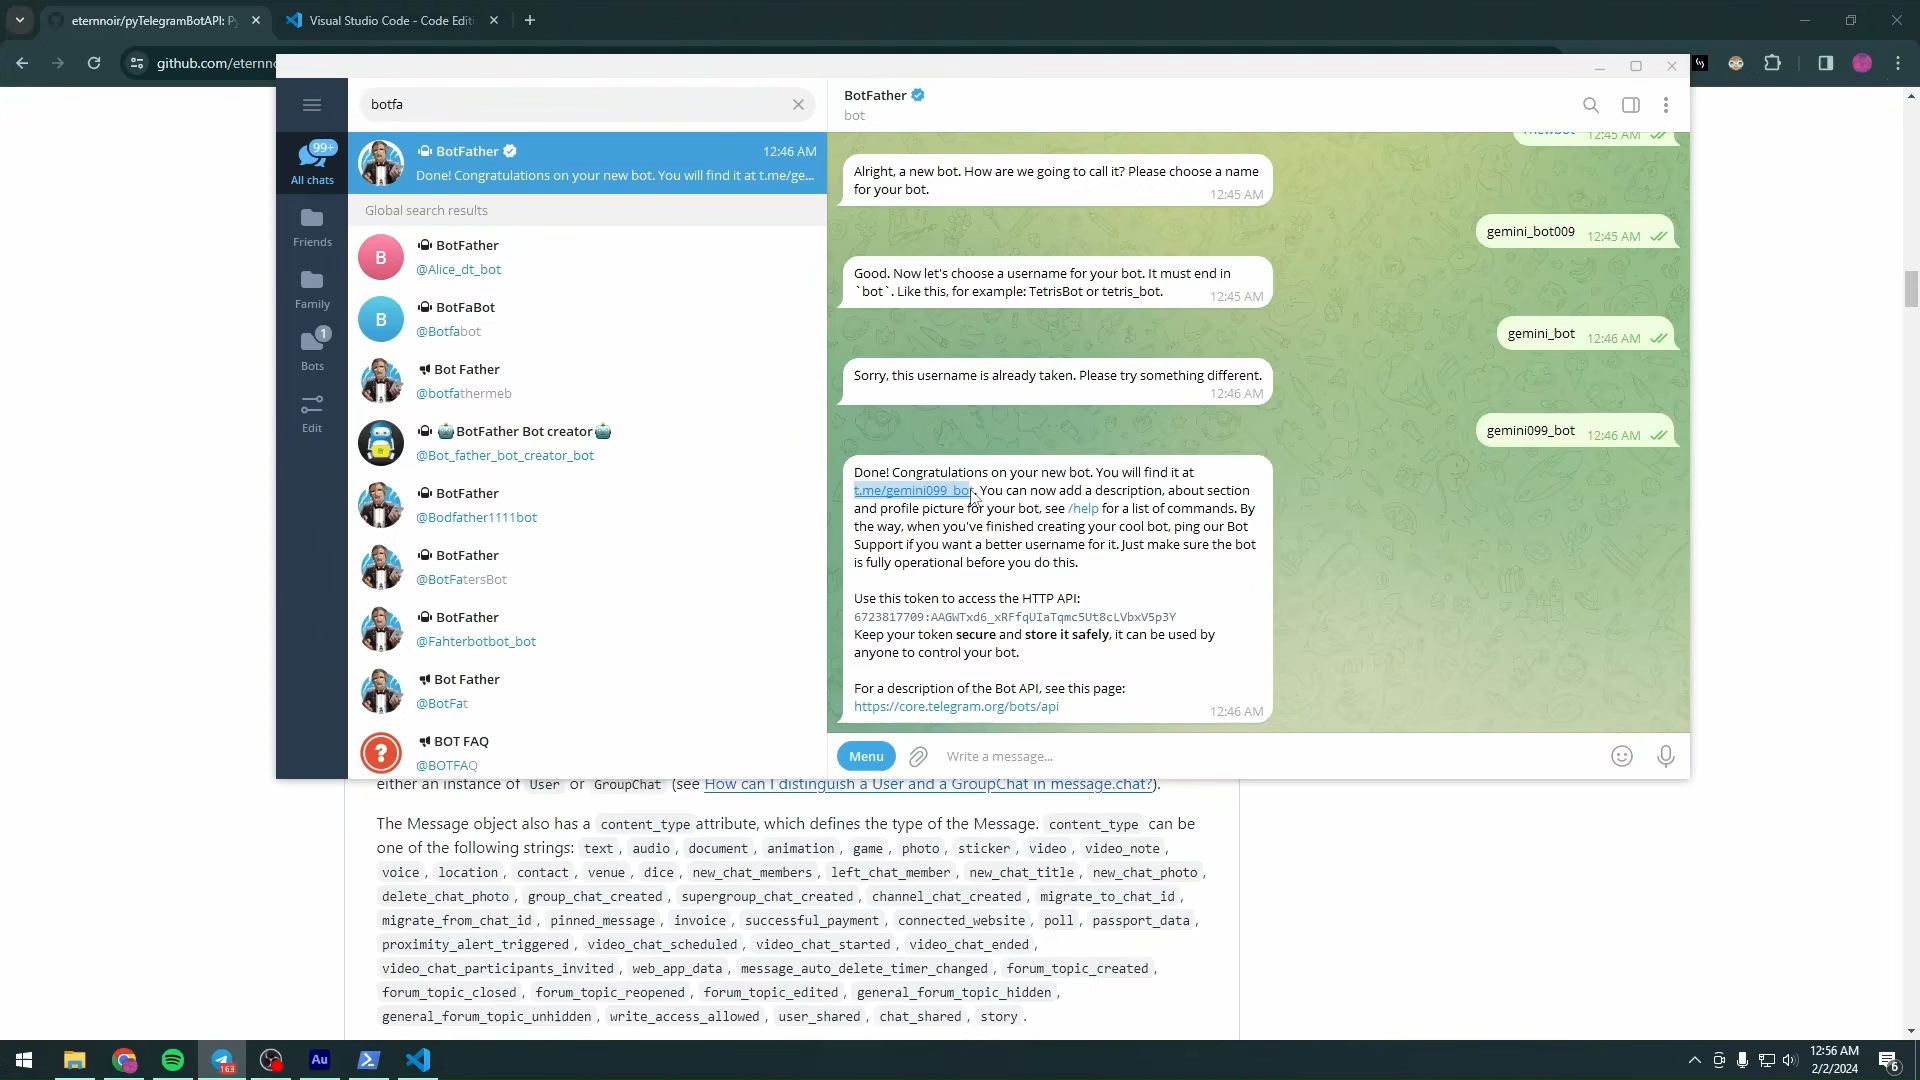 eternnoir/pyTelegramBotAPI: Py
Visual Studio Code - Code Editi
github.com/eternno
botfa
BotFather
bot
99+
All chats
Friends
Family
1
Bots
Edit
BotFather
12:46 AM
Done! Congratulations on your new bot. You will find it at t.me/ge...
Global search results
B
BotFather
@Alice_dt_bot
B
BotFaBot
@Botfabot
Bot Father
@botfathermeb
BotFather Bot creator
@Bot_father_bot_creator_bot
BotFather
@Bodfather1111bot
BotFather
@BotFatersBot
BotFather
@Fahterbotbot_bot
Bot Father
@BotFat
BOT FAQ
@BOTFAQ
/newbot 12:45 AM
Alright, a new bot. How are we going to call it? Please choose a name
for your bot.
12:45 AM
gemini_bot009 12:45 AM
Good. Now let's choose a username for your bot. It must end in
`bot`. Like this, for example: TetrisBot or tetris_bot.
12:45 AM
gemini_bot 12:46 AM
Sorry, this username is already taken. Please try something different.
12:46 AM
gemini099_bot 12:46 AM
Done! Congratulations on your new bot. You will find it at
t.me/gemini099_bot. You can now add a description, about section
and profile picture for your bot, see /help for a list of commands. By
the way, when you've finished creating your cool bot, ping our Bot
Support if you want a better username for it. Just make sure the bot
is fully operational before you do this.
Use this token to access the HTTP API:
6723817709:AAGWTxd6_xRFfqUIaTqmc5Ut8cLVbxV5p3Y
Keep your token secure and store it safely, it can be used by
anyone to control your bot.
For a description of the Bot API, see this page:
https://core.telegram.org/bots/api
12:46 AM
Menu
Write a message...
either an instance of User or GroupChat (see How can I distinguish a User and a GroupChat in message.chat?).
The Message object also has a content_type attribute, which defines the type of the Message. content_type can be
one of the following strings: text, audio, document, animation, game, photo, sticker, video, video_note,
voice, location, contact, venue, dice, new_chat_members, left_chat_member, new_chat_title, new_chat_photo,
delete_chat_photo, group_chat_created, supergroup_chat_created, channel_chat_created, migrate_to_chat_id,
migrate_from_chat_id, pinned_message, invoice, successful_payment, connected_website, poll, passport_data,
proximity_alert_triggered, video_chat_scheduled, video_chat_started, video_chat_ended,
video_chat_participants_invited, web_app_data, message_auto_delete_timer_changed, forum_topic_created,
forum_topic_closed, forum_topic_reopened, forum_topic_edited, general_forum_topic_hidden,
general_forum_topic_unhidden, write_access_allowed, user_shared, chat_shared, story.
163
Au
12:56 AM
2/2/2024
6